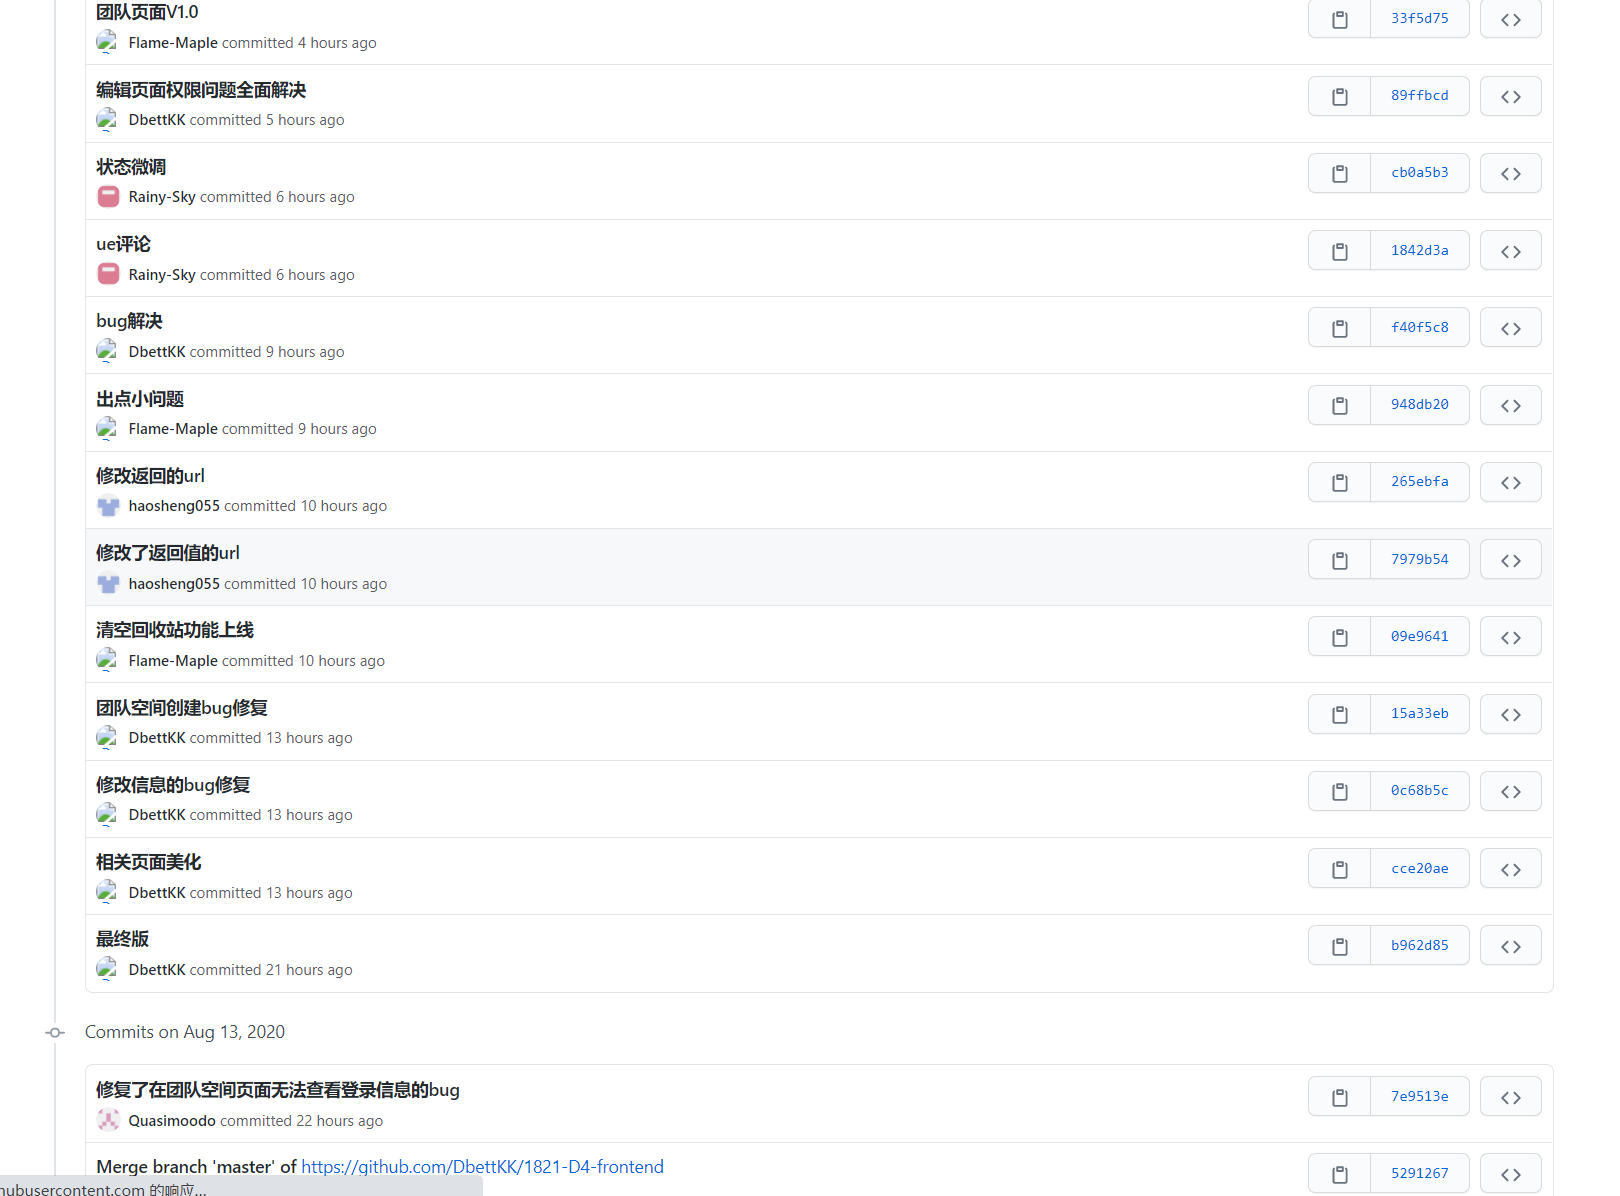 团队页面V1.0
33f5d75
Flame-Maple committed 4 hours ago
编辑页面权限问题全面解决
89ffbcd
DbettKK committed 5 hours ago
状态微调
cb0a5b3
Rainy-Sky committed 6 hours ago
ue评论
1842d3a
Rainy-Sky committed 6 hours ago
bug解决
f40f5c8
DbettKK committed 9 hours ago
出点小问题
948db20
Flame-Maple committed 9 hours ago
修改返回的url
265ebfa
haosheng055 committed 10 hours ago
修改了返回值的url
7979b54
haosheng055 committed 10 hours ago
清空回收站功能上线
09e9641
Flame-Maple committed 10 hours ago
团队空间创建bug修复
15a33eb
DbettKK committed 13 hours ago
修改信息的bug修复
0c68b5c
DbettKK committed 13 hours ago
相关页面美化
cce20ae
DbettKK committed 13 hours ago
最终版
b962d85
DbettKK committed 21 hours ago
Commits on Aug 13, 2020
修复了在团队空间页面无法查看登录信息的bug
7e9513e
Quasimoodo committed 22 hours ago
Merge branch 'master' of https://github.com/DbettKK/1821-D4-frontend
5291267
nubusercontent.com 的响应...